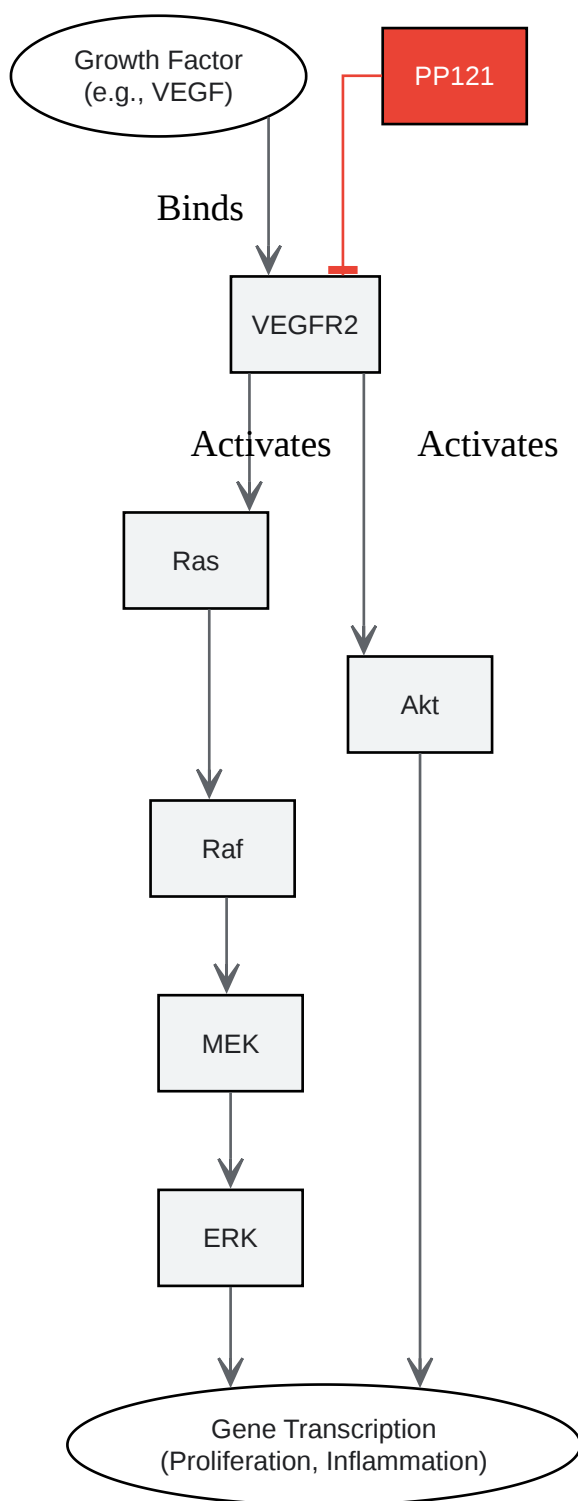 Growth Factor
(e.g., VEGF)
PP121
Binds
VEGFR2
Activates
Activates
Ras
Akt
Raf
MEK
ERK
Gene Transcription
(Proliferation, Inflammation)